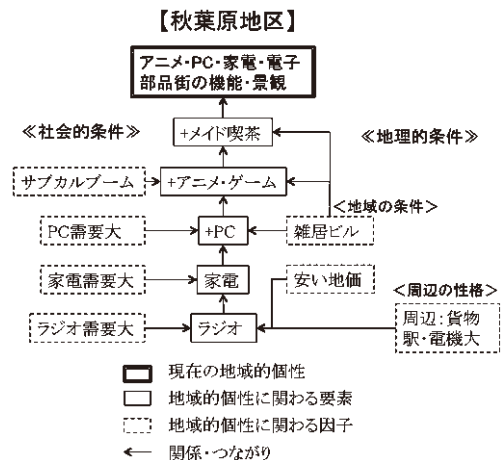 【秋葉原地区】
アニメ・PC・家電・電子
部品街の機能・景観
≪社会的条件≫
+メイド喫茶
≪地理的条件≫
サブカルブーム
+アニメ・ゲーム
<地域の条件>
PC需要大
+PC
雑居ビル
家電需要大
家電
安い地価
<周辺の性格>
ラジオ需要大
ラジオ
周辺:貨物
駅・電機大
現在の地域的個性
地域的個性に関わる要素
地域的個性に関わる因子
関係・つながり